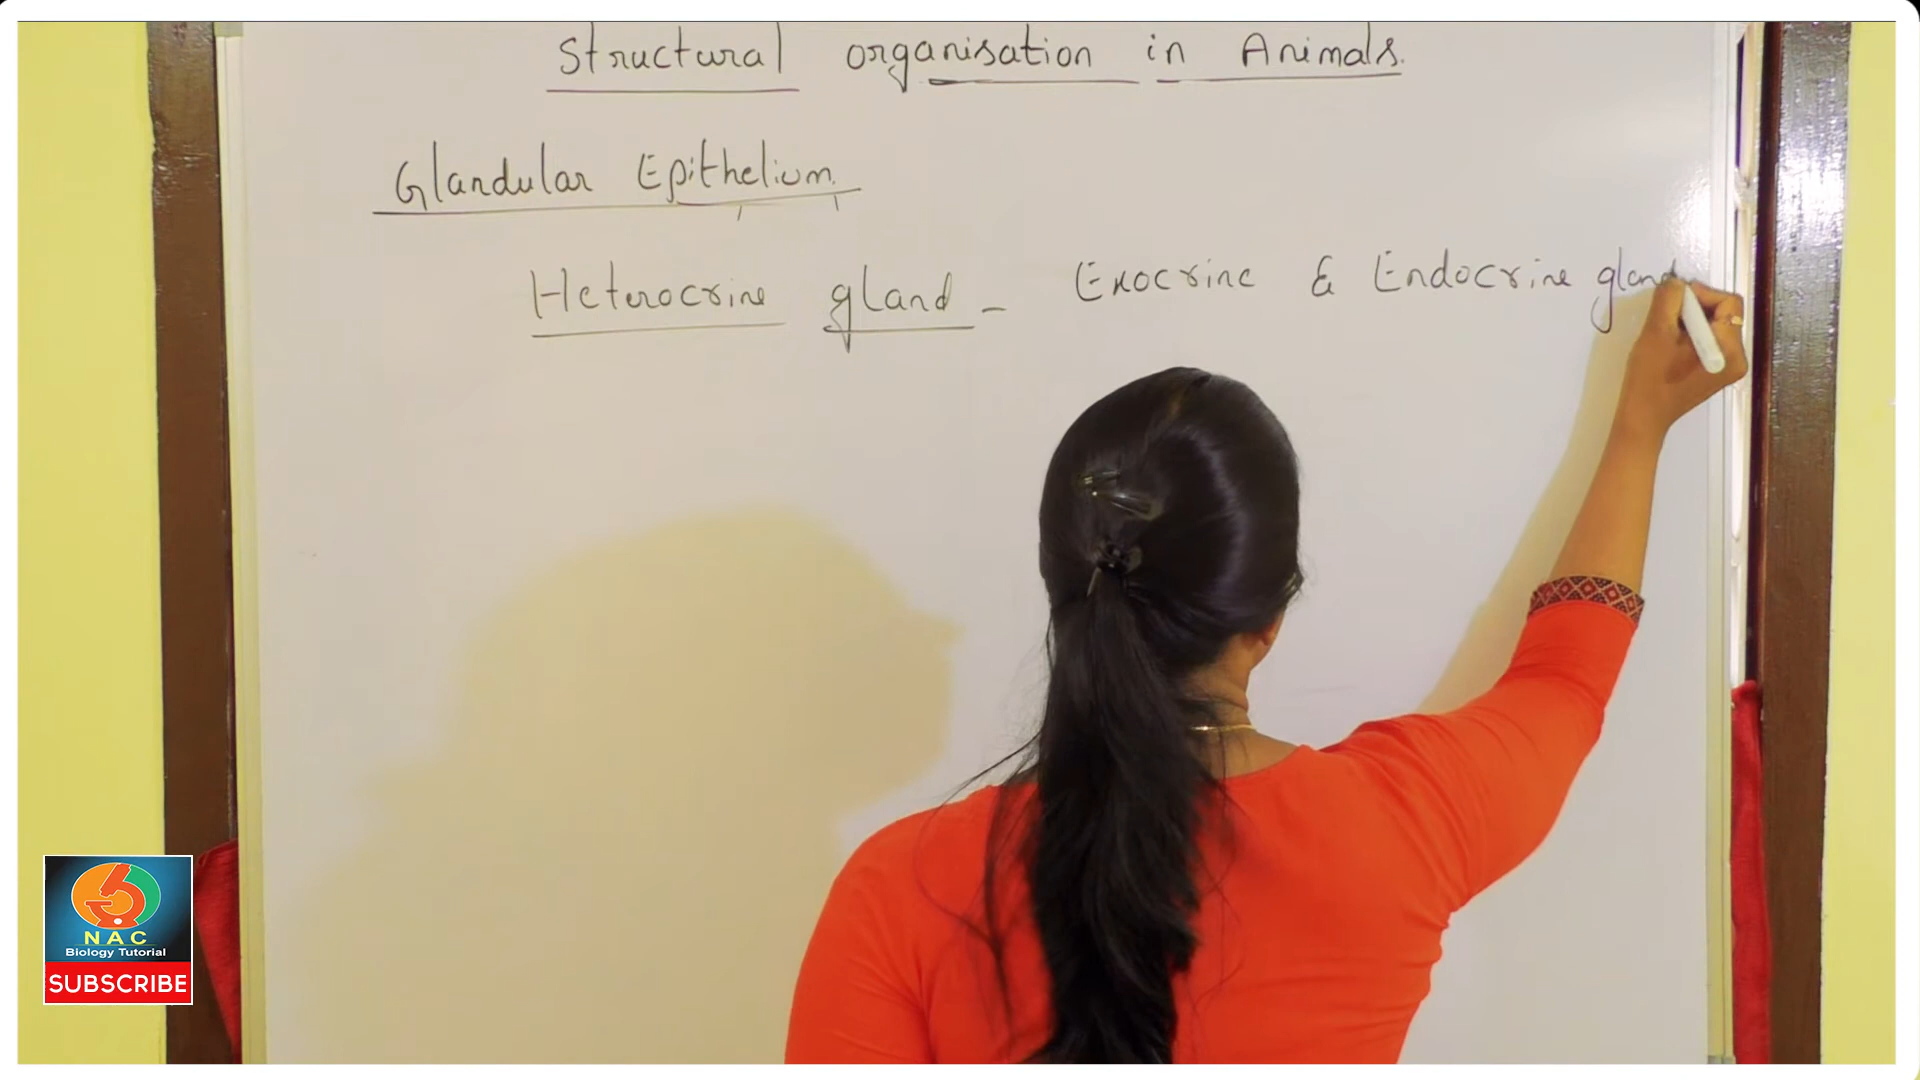 Structural organisation in Animals.
Glandular Epithelium
Heterocrine gland - Exocrine & Endocrine gland
NAC
Biology Tutorial
SUBSCRIBE